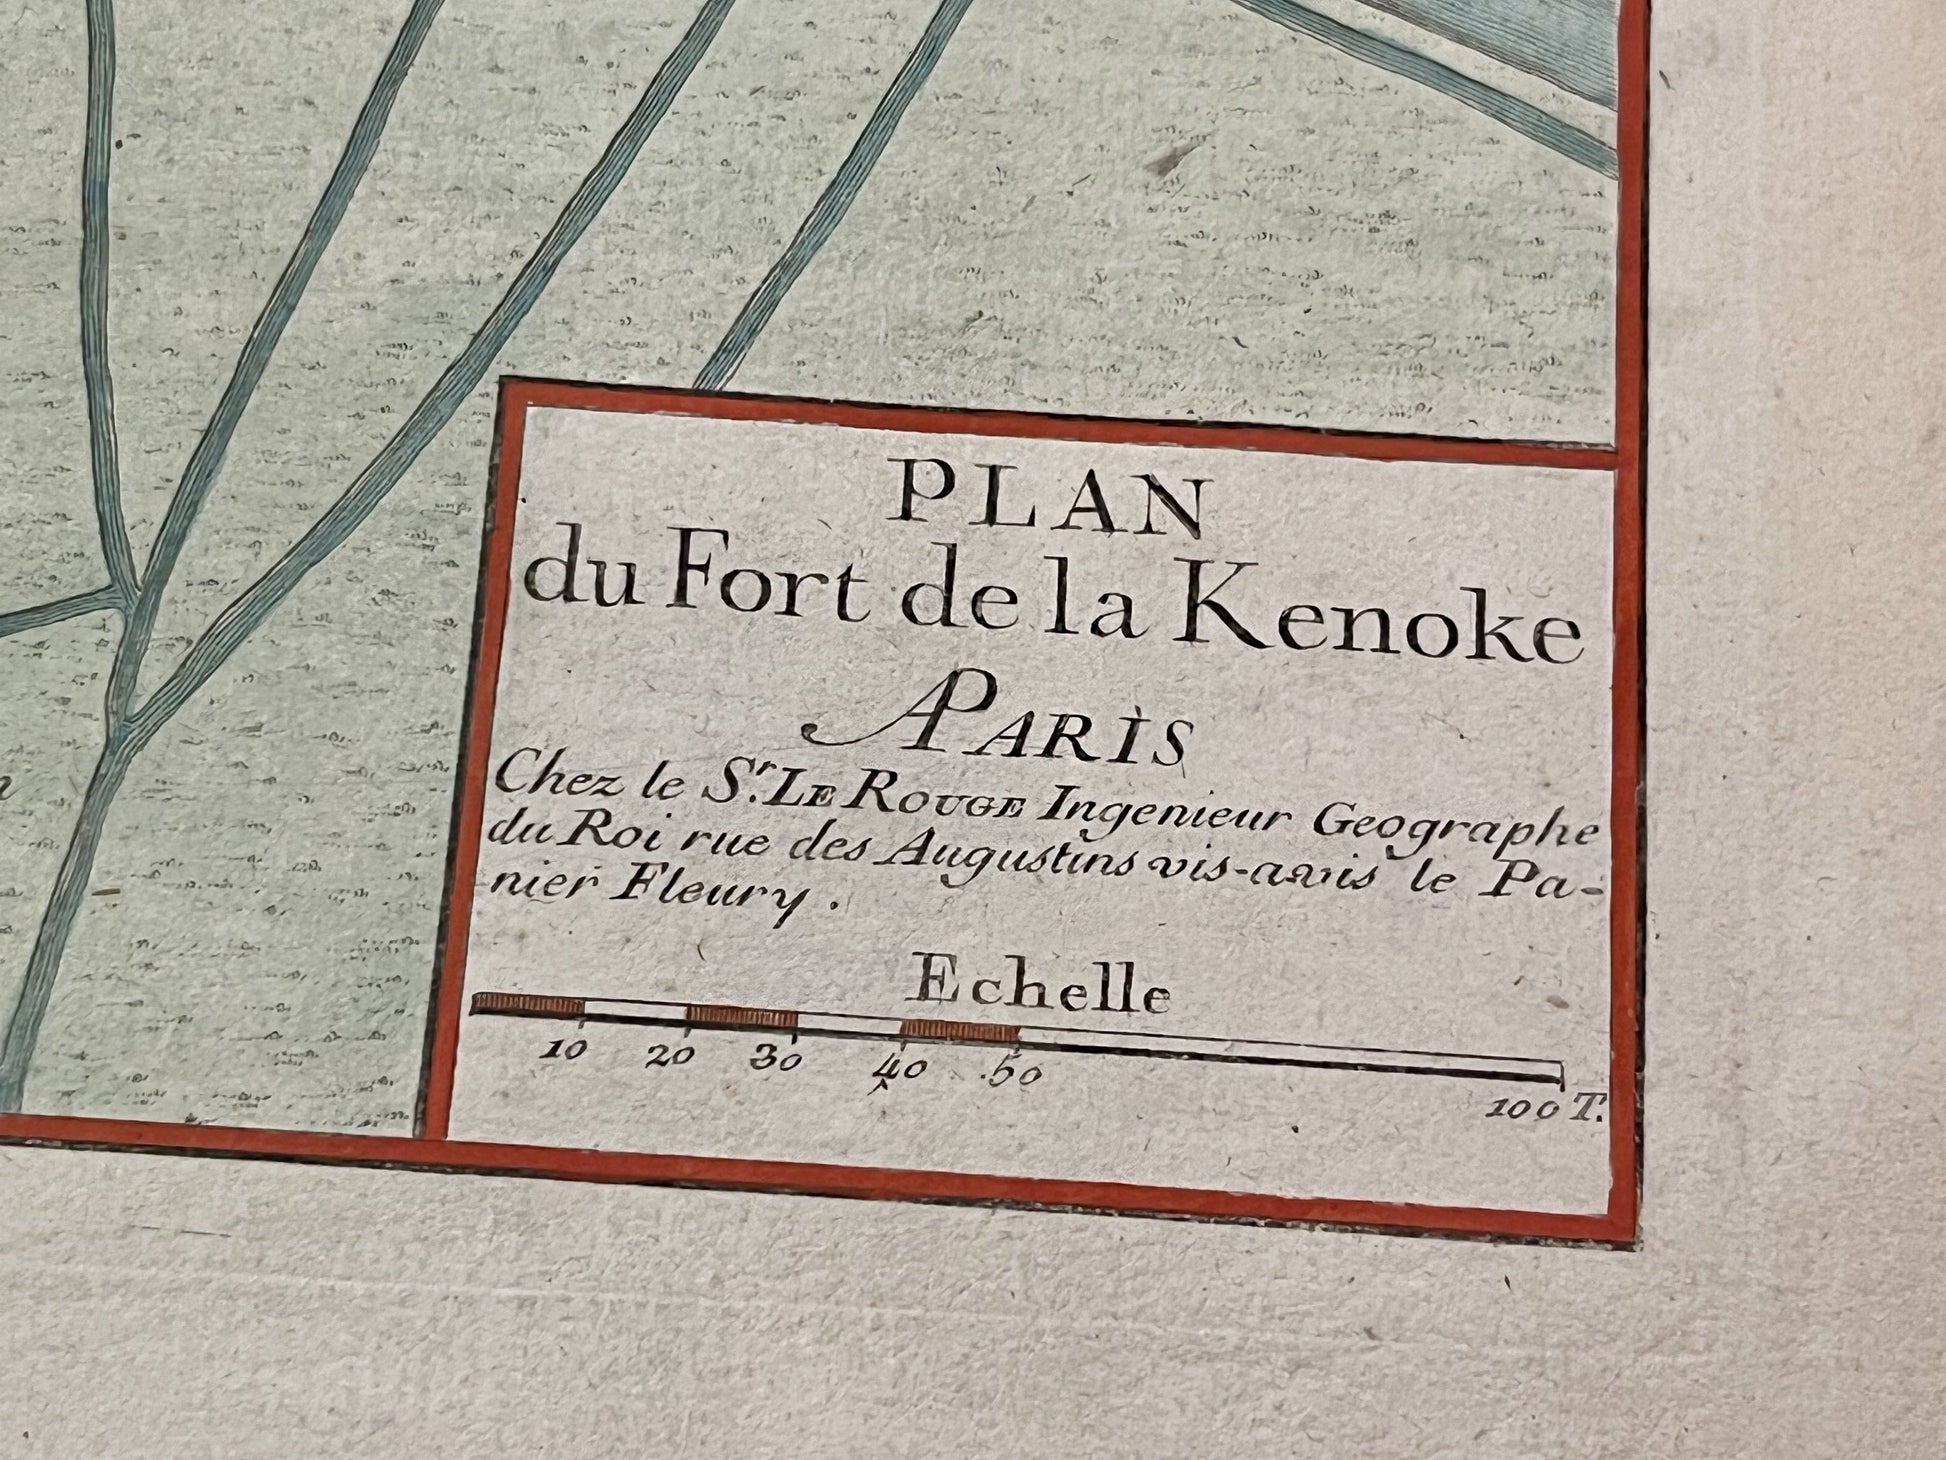 PLAN
du Fort de la Kenoke
A PARIS
Chez le Sr. LE ROUGE Ingenieur Geographe
du Roi rue des Augustins vis-avis le Pa-
nier Fleury.
Echelle
10 20 30 40 50 100 T.